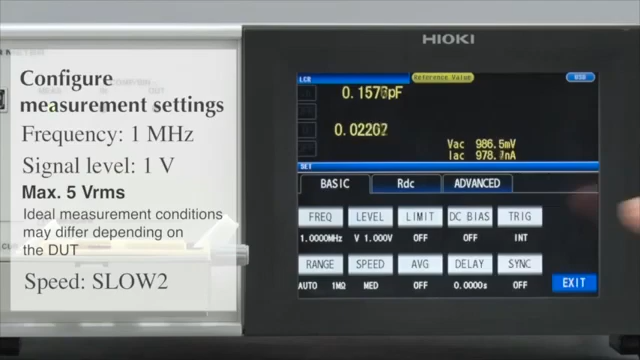 HIOKI
Configure
measurement settings
Frequency: 1 MHz
Signal level: 1 V
Max. 5 Vrms
Ideal measurement conditions
may differ depending on
the DUT
Speed: SLOW2
LCR
Reference Value
USB
pF
Vac 986.5mV
Iac
SET
BASIC Rdc ADVANCED
FREQ LEVEL LIMIT DC BIAS TRIG
1.0000MHz V 1.000V OFF OFF INT
RANGE SPEED AVG DELAY SYNC
AUTO 1MΩ MED OFF 0.0000s OFF
EXIT